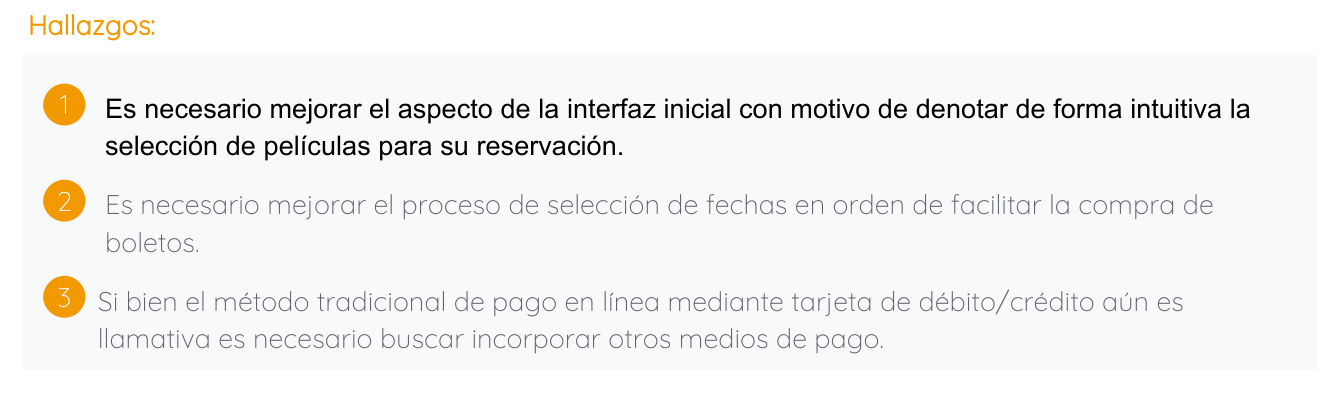 Hallazgos:
1 Es necesario mejorar el aspecto de la interfaz inicial con motivo de denotar de forma intuitiva la
selección de películas para su reservación.
2 Es necesario mejorar el proceso de selección de fechas en orden de facilitar la compra de
boletos.
3 Si bien el método tradicional de pago en línea mediante tarjeta de débito/crédito aún es
llamativa es necesario buscar incorporar otros medios de pago.